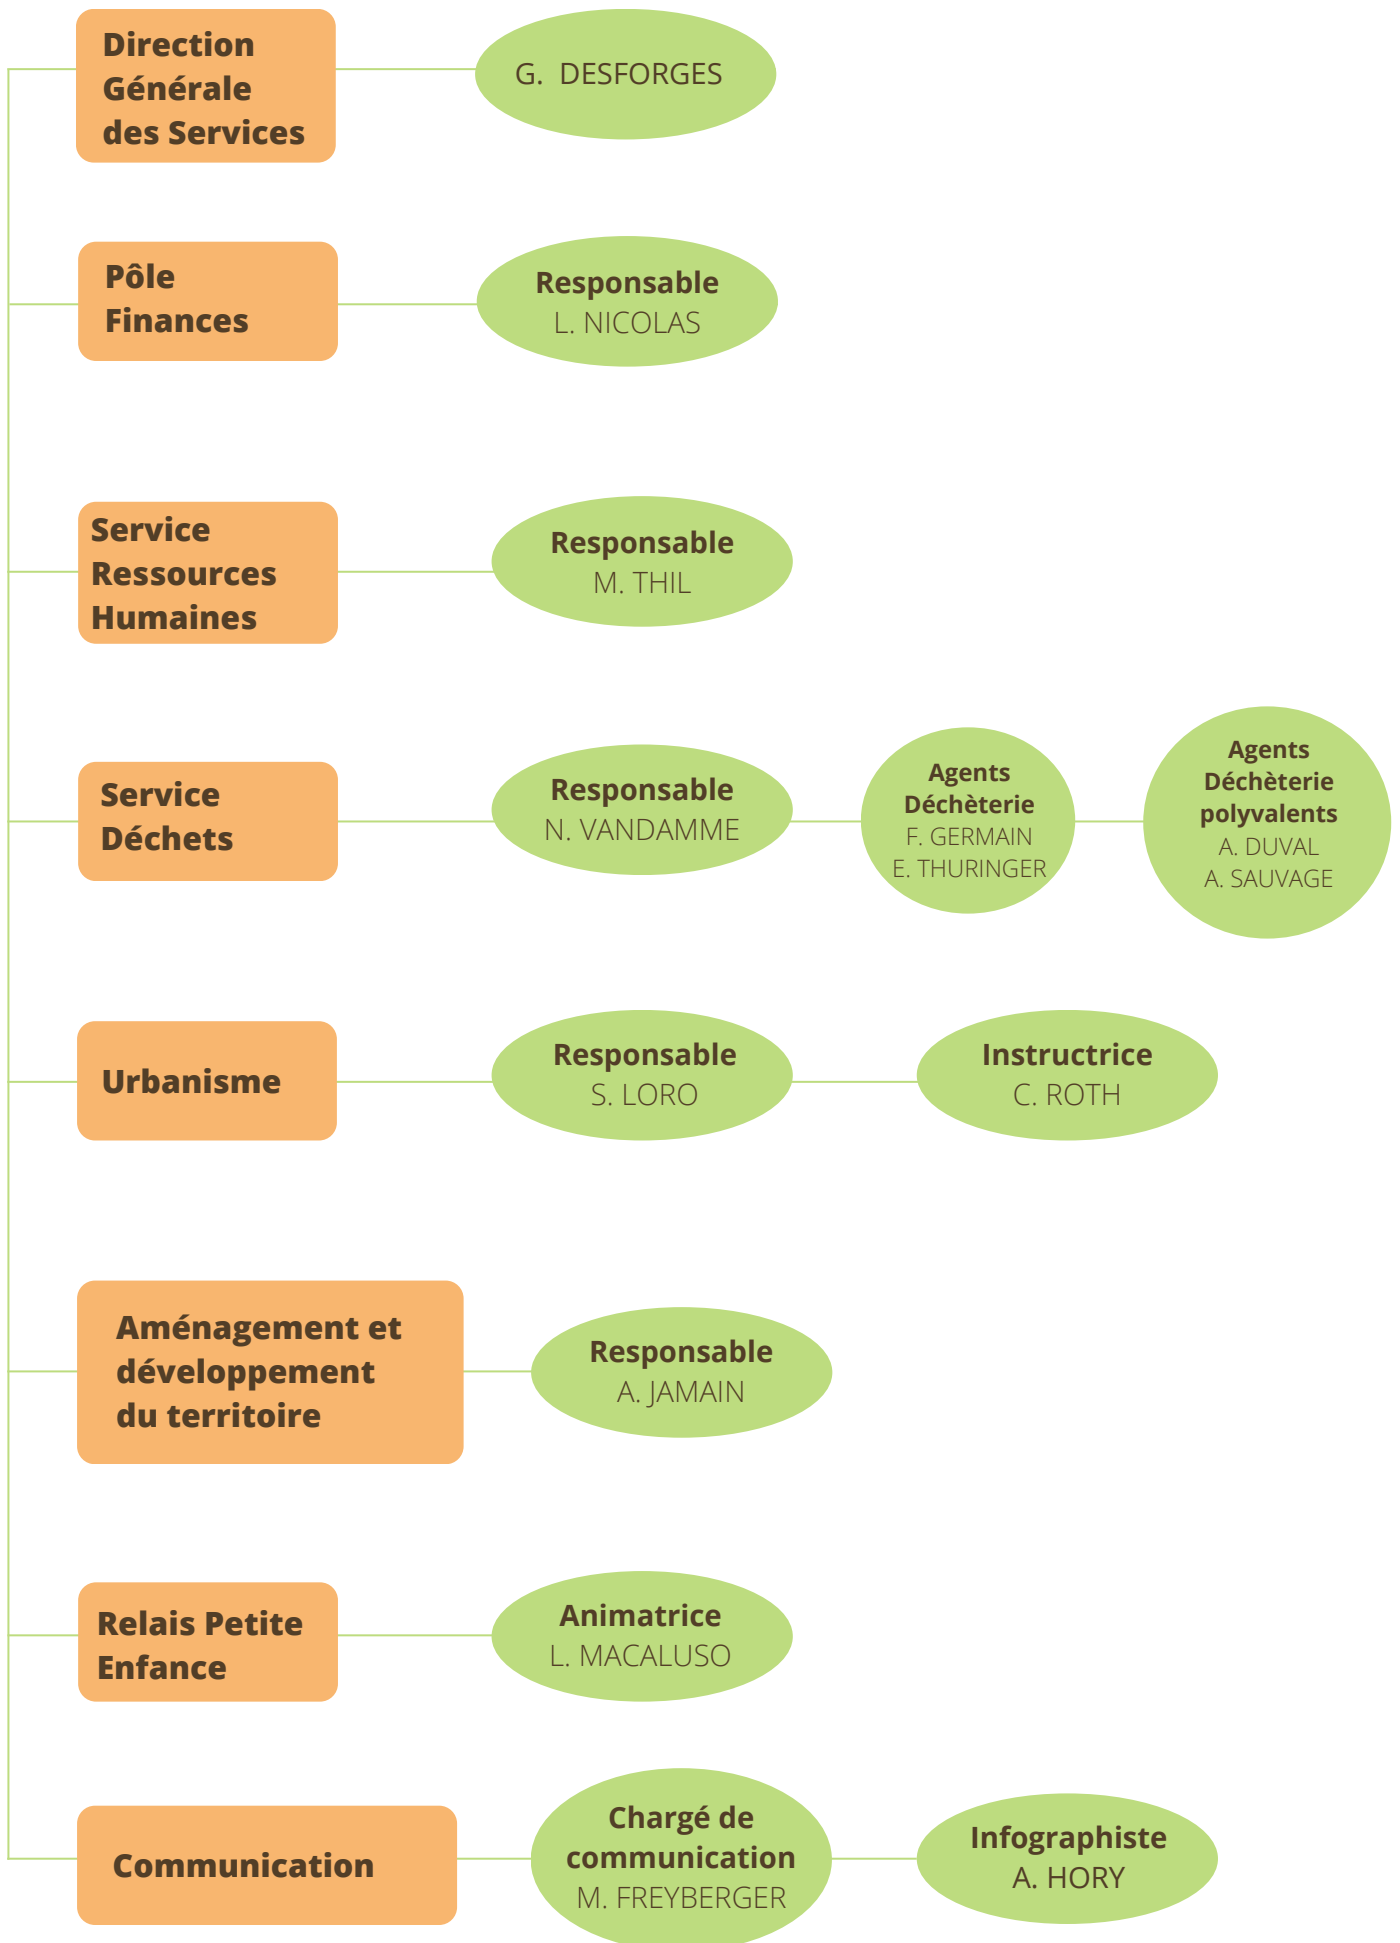 Direction
Générale
des Services
G. DESFORGES
Pôle
Finances
Responsable
L. NICOLAS
Service
Ressources
Humaines
Responsable
M. THIL
Service
Déchets
Responsable
N. VANDAMME
Agents
Déchèterie
F. GERMAIN
E. THURINGER
Agents
Déchèterie
polyvalents
A. DUVAL
A. SAUVAGE
Urbanisme
Responsable
S. LORO
Instructrice
C. ROTH
Aménagement et
développement
du territoire
Responsable
A. JAMAIN
Relais Petite
Enfance
Animatrice
L. MACALUSO
Communication
Chargé de
communication
M. FREYBERGER
Infographiste
A. HORY